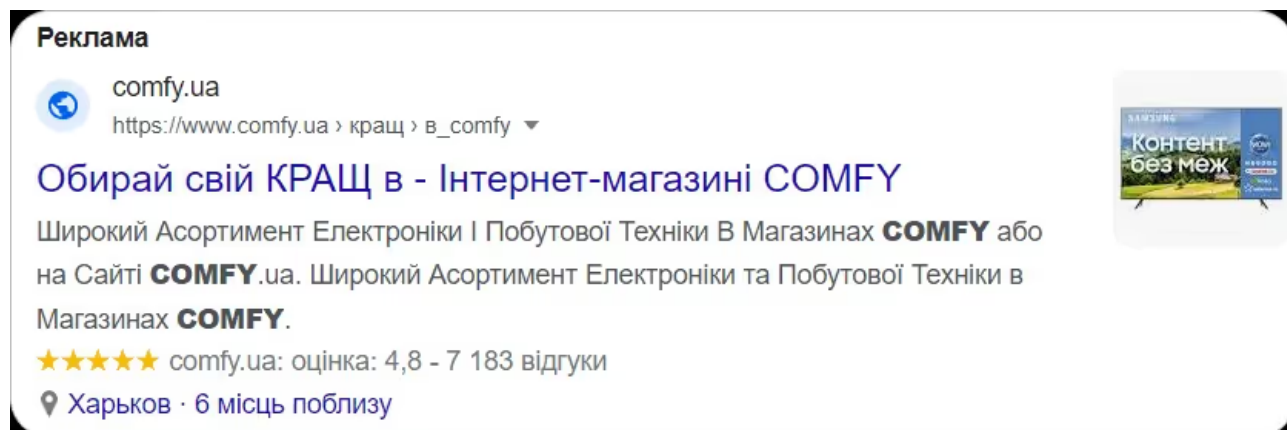 Реклама
comfy.ua
https://www.comfy.ua › кращ › в_comfy
Обирай свій КРАЩ в - Інтернет-магазині COMFY
Широкий Асортимент Електроніки І Побутової Техніки В Магазинах COMFY або
на Сайті COMFY.ua. Широкий Асортимент Електроніки та Побутової Техніки в
Магазинах COMFY.
comfy.ua: оцінка: 4,8 - 7 183 відгуки
Харьков · 6 місць поблизу
SAMSUNG
Контент
без меж